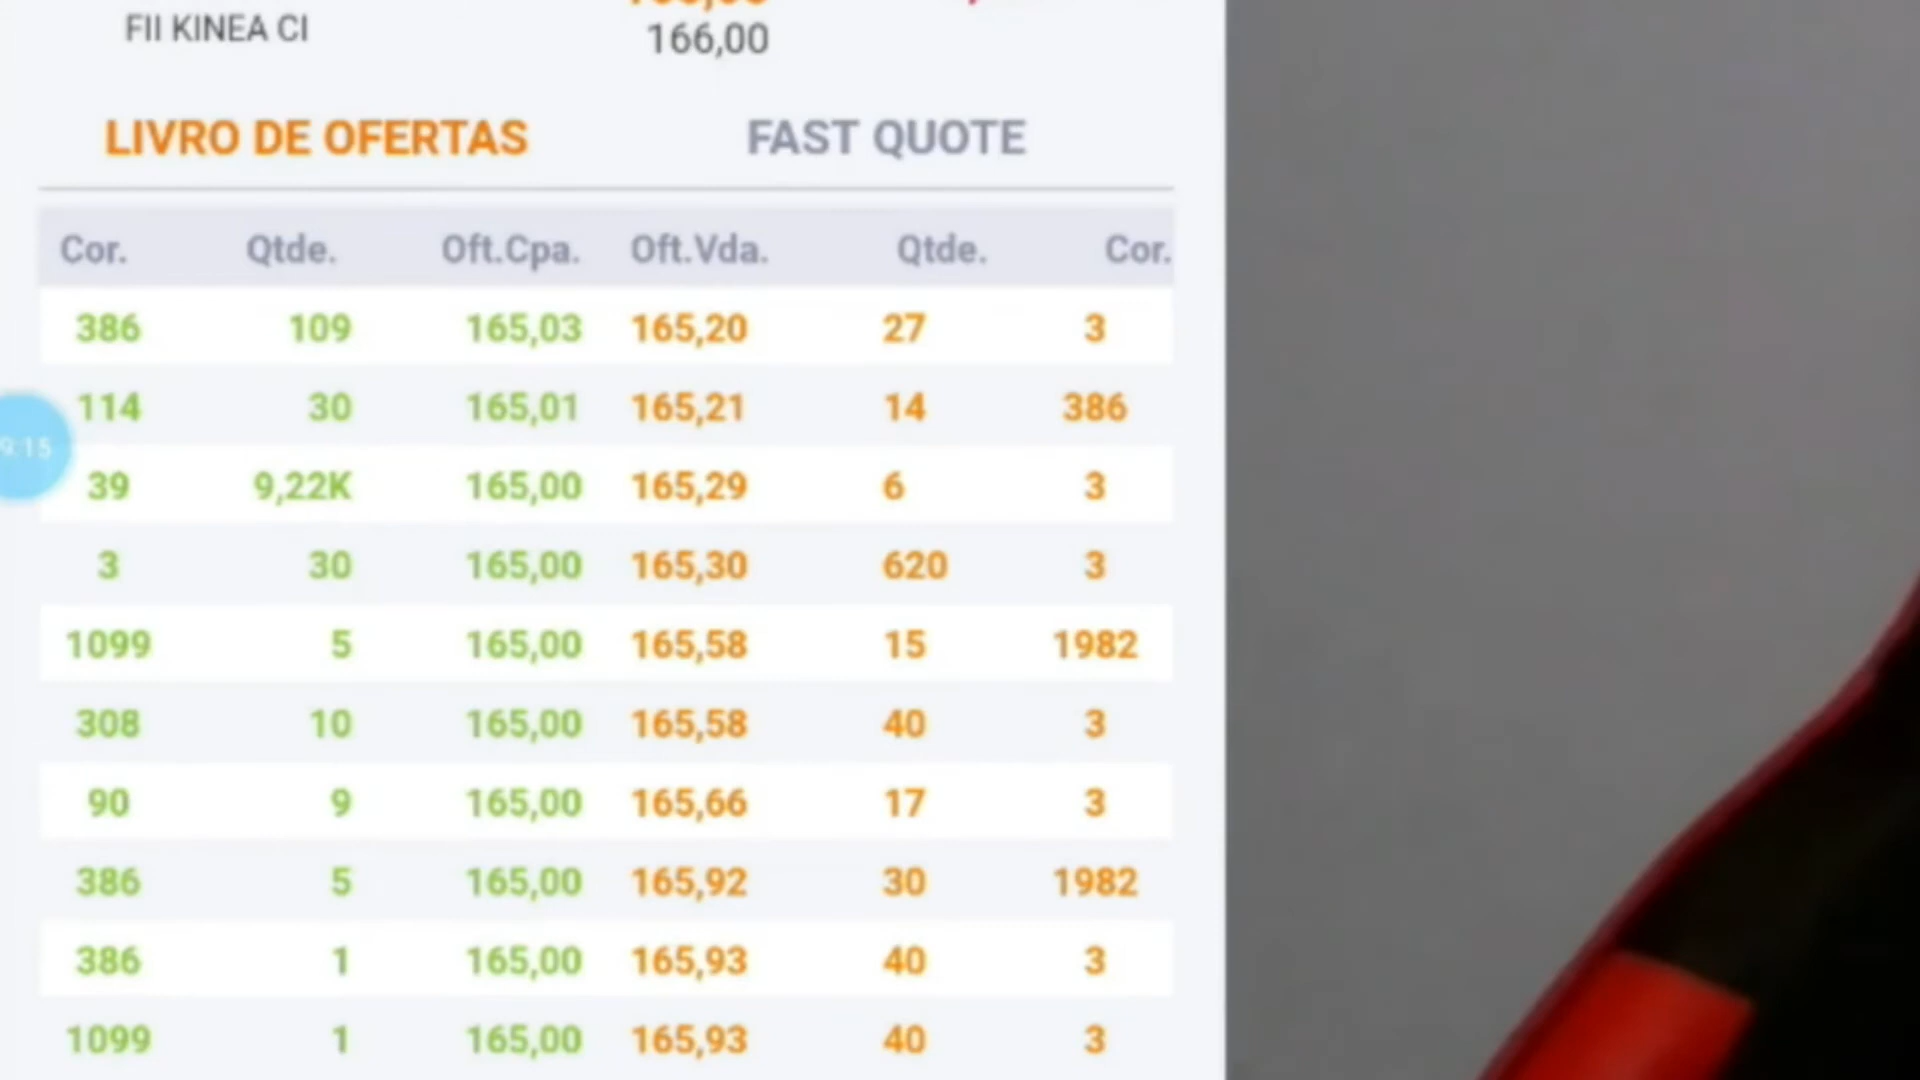 FII KINEA CI
166,00
LIVRO DE OFERTAS FAST QUOTE
Cor. Qtde. Oft.Cpa. Oft.Vda. Qtde. Cor.
386 109 165,03 165,20 27 3
114 30 165,01 165,21 14 386
9:15
39 9,22K 165,00 165,29 6 3
3 30 165,00 165,30 620 3
1099 5 165,00 165,58 15 1982
308 10 165,00 165,58 40 3
90 9 165,00 165,66 17 3
386 5 165,00 165,92 30 1982
386 1 165,00 165,93 40 3
1099 1 165,00 165,93 40 3